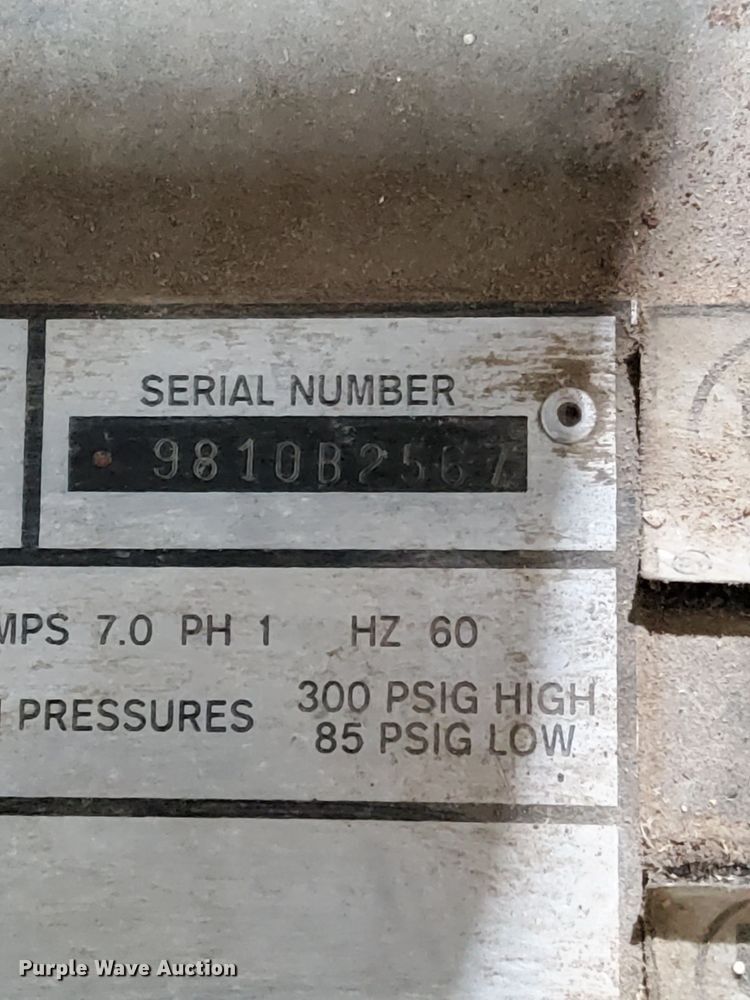 SERIAL NUMBER
9810B2567
MPS 7.0 PH 1 HZ 60
PRESSURES 300 PSIG HIGH
85 PSIG LOW
Purple Wave Auction